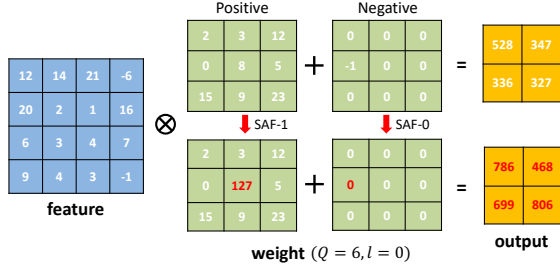 Positive Negative
2 3 12
0 8 5
15 9 23
+
0 0 0
-1 0 0
0 0 0
=
528 347
336 327
12 14 21 -6
20 2 1 16
6 3 4 7
9 4 3 -1
feature
⊗
SAF-1 SAF-0
2 3 12
0 127 5
15 9 23
+
0 0 0
0 0 0
0 0 0
=
786 468
699 806
weight (Q = 6, l = 0)
output